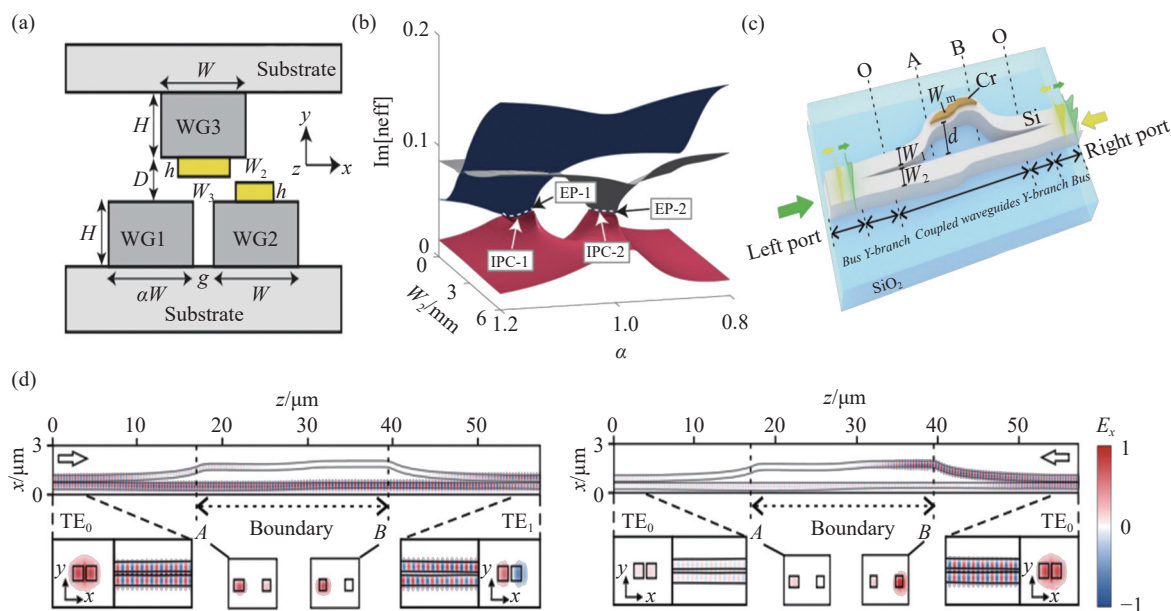 (a)
W
Substrate
H
WG3
y
z
x
h
W2
D
W3
h
H
WG1
WG2
αW
g
W
Substrate
(b)
0.2
Im[neff]
0.1
0
EP-1
EP-2
IPC-1
IPC-2
0
3
6
W2/mm
1.2
1.0
0.8
α
(c)
O
A
B
O
Cr
Wm
Si
d
W1
W2
Right port
Left port
Bus Y-branch Coupled waveguides Y-branch Bus
SiO2
(d)
z/μm
0 10 20 30 40 50
x/μm
3
0
TE0
A
Boundary
B
TE1
y
x
y
x
z/μm
0 10 20 30 40 50
x/μm
3
0
TE0
A
Boundary
B
TE0
y
x
y
x
Ex
1
0
−1